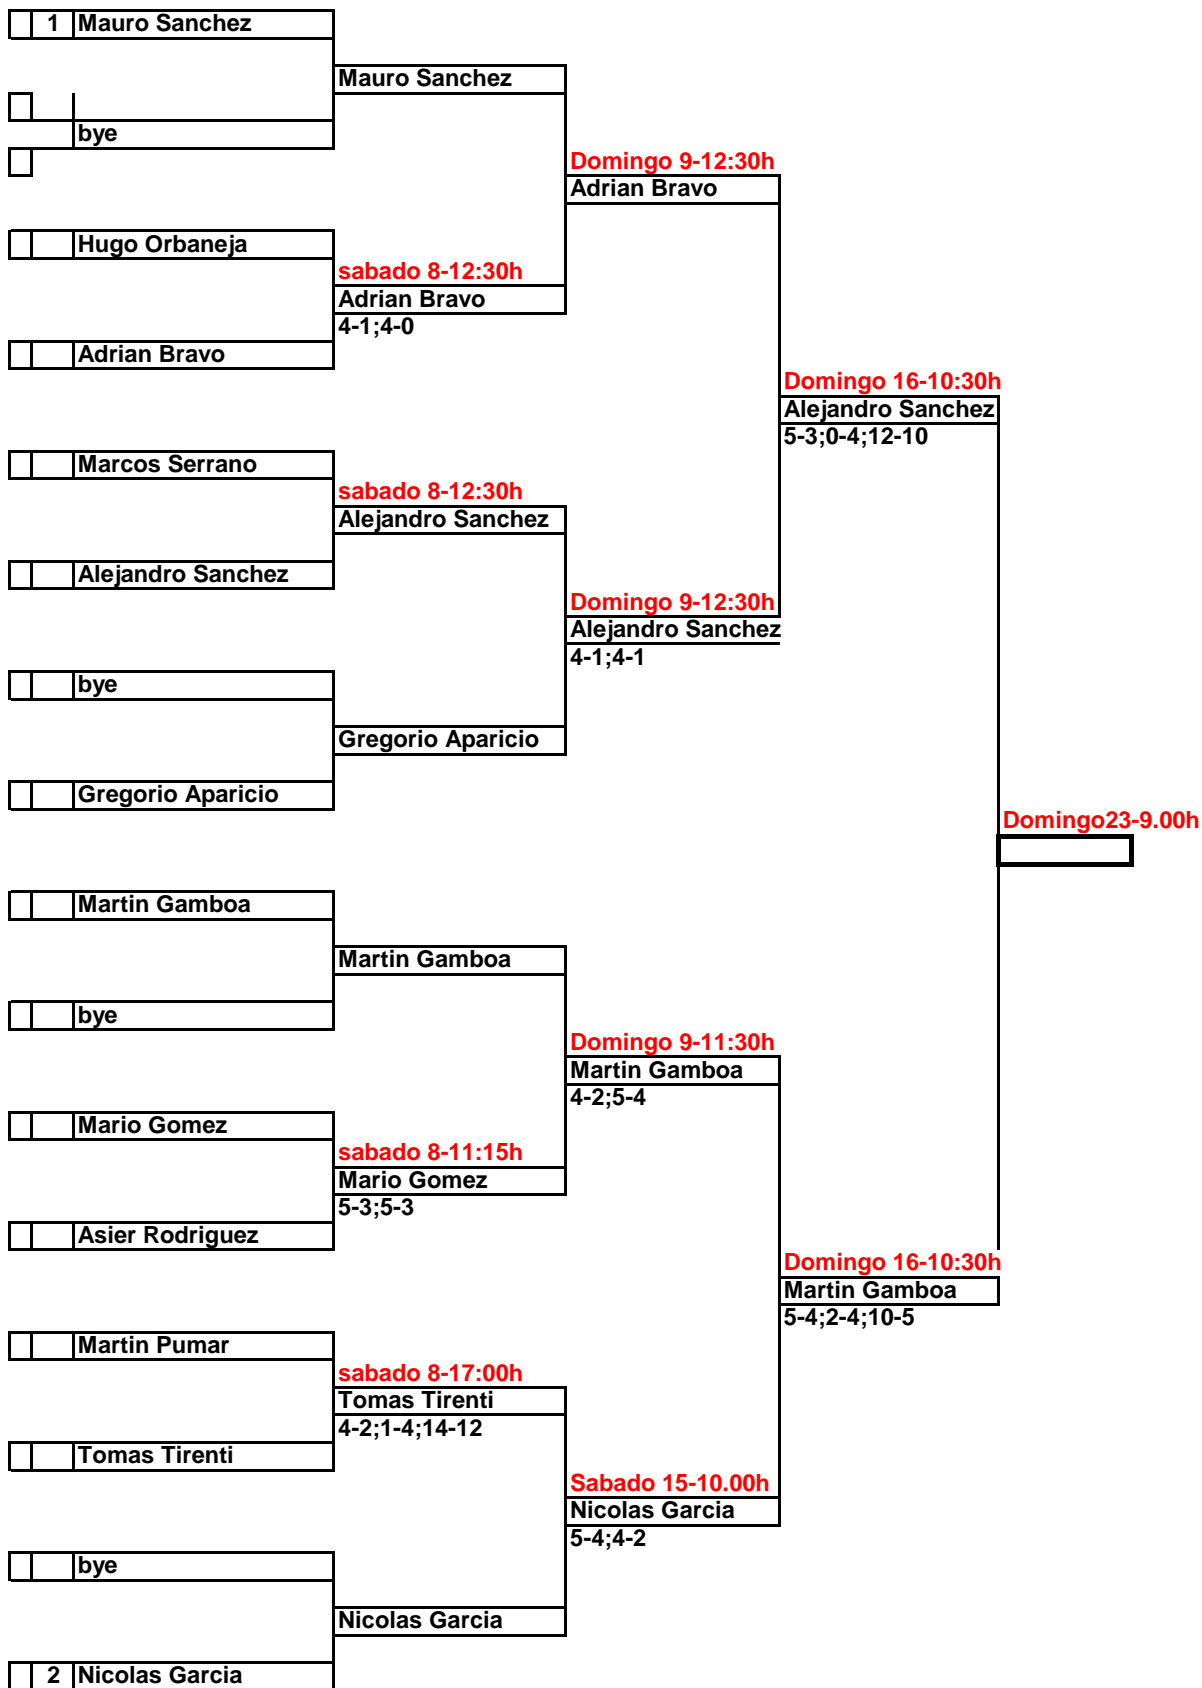 1 Mauro Sanchez
Mauro Sanchez
bye
Domingo 9-12:30h
Adrian Bravo
Hugo Orbaneja
sabado 8-12:30h
Adrian Bravo
4-1;4-0
Adrian Bravo
Domingo 16-10:30h
Alejandro Sanchez
5-3;0-4;12-10
Marcos Serrano
sabado 8-12:30h
Alejandro Sanchez
Alejandro Sanchez
Domingo 9-12:30h
Alejandro Sanchez
4-1;4-1
bye
Gregorio Aparicio
Gregorio Aparicio
Domingo23-9.00h
Martin Gamboa
Martin Gamboa
bye
Domingo 9-11:30h
Martin Gamboa
4-2;5-4
Mario Gomez
sabado 8-11:15h
Mario Gomez
5-3;5-3
Asier Rodriguez
Domingo 16-10:30h
Martin Gamboa
5-4;2-4;10-5
Martin Pumar
sabado 8-17:00h
Tomas Tirenti
4-2;1-4;14-12
Tomas Tirenti
Sabado 15-10.00h
Nicolas Garcia
5-4;4-2
bye
Nicolas Garcia
2 Nicolas Garcia